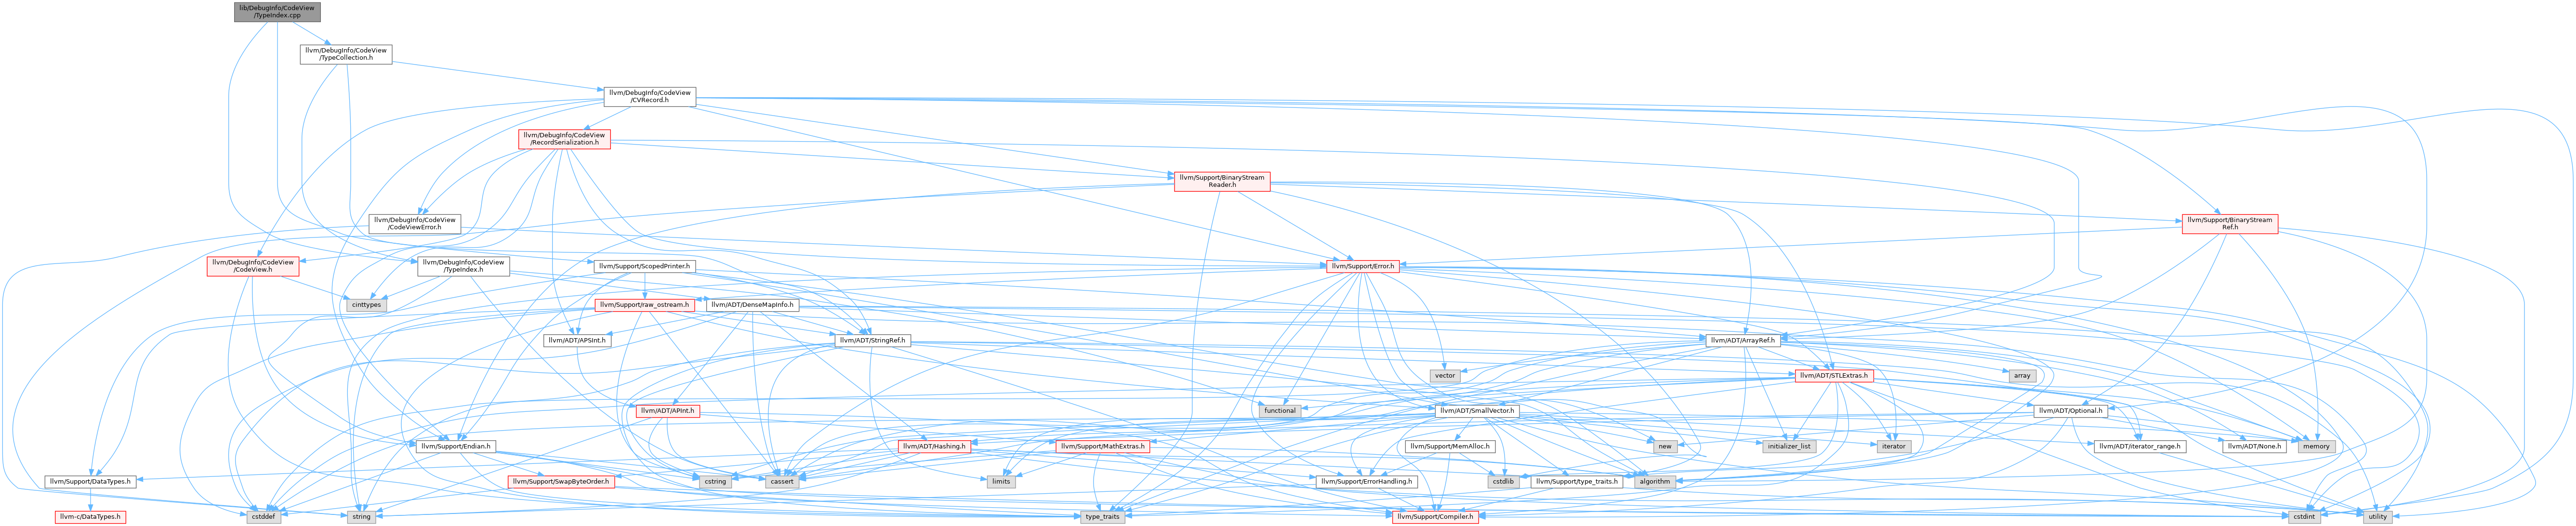 lib/DebugInfo/CodeView
/TypeIndex.cpp
llvm/DebugInfo/CodeView
/TypeCollection.h
llvm/DebugInfo/CodeView
/CVRecord.h
llvm/DebugInfo/CodeView
/RecordSerialization.h
llvm/Support/BinaryStream
Reader.h
llvm/DebugInfo/CodeView
/CodeViewError.h
llvm/Support/BinaryStream
Ref.h
llvm/DebugInfo/CodeView
/CodeView.h
llvm/DebugInfo/CodeView
/TypeIndex.h
llvm/Support/ScopedPrinter.h
llvm/Support/Error.h
cinttypes
llvm/Support/raw_ostream.h
llvm/ADT/DenseMapInfo.h
llvm/ADT/APSInt.h
llvm/ADT/StringRef.h
llvm/ADT/ArrayRef.h
vector
llvm/ADT/STLExtras.h
array
llvm/ADT/APInt.h
functional
llvm/ADT/SmallVector.h
llvm/ADT/Optional.h
llvm/Support/Endian.h
llvm/ADT/Hashing.h
llvm/Support/MathExtras.h
llvm/Support/MemAlloc.h
new
initializer_list
iterator
llvm/ADT/iterator_range.h
llvm/ADT/None.h
memory
llvm/Support/DataTypes.h
llvm/Support/SwapByteOrder.h
cstring
cassert
limits
llvm/Support/ErrorHandling.h
cstdlib
llvm/Support/type_traits.h
algorithm
llvm-c/DataTypes.h
cstddef
string
type_traits
llvm/Support/Compiler.h
cstdint
utility